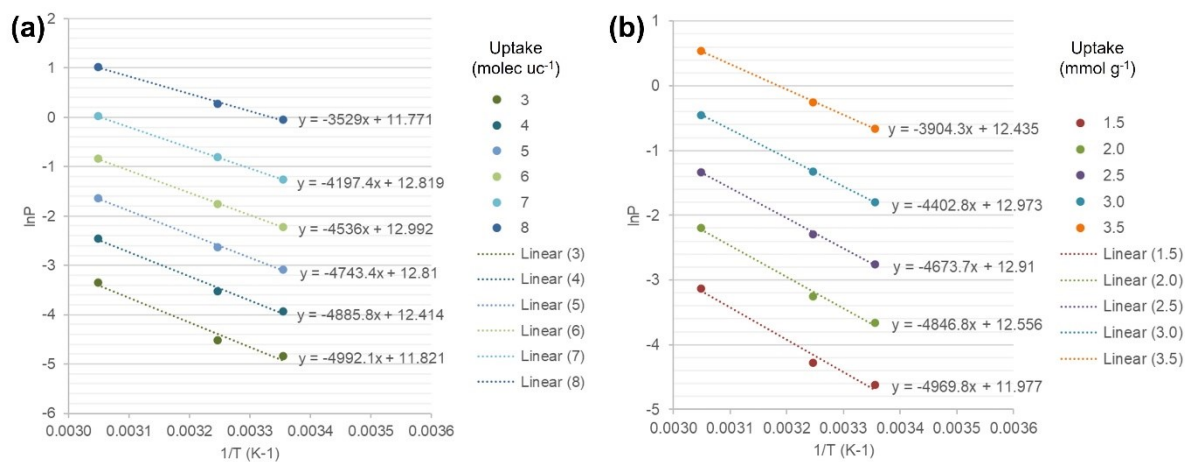 (a)
2
1
0
-1
-2
-3
-4
-5
-6
lnP
0.0030 0.0031 0.0032 0.0033 0.0034 0.0035 0.0036
1/T (K-1)
y = -3529x + 11.771
y = -4197.4x + 12.819
y = -4536x + 12.992
y = -4743.4x + 12.81
y = -4885.8x + 12.414
y = -4992.1x + 11.821
Uptake
(molec uc⁻¹)
3
4
5
6
7
8
Linear (3)
Linear (4)
Linear (5)
Linear (6)
Linear (7)
Linear (8)
(b)
1
0
-1
-2
-3
-4
-5
lnP
0.0030 0.0031 0.0032 0.0033 0.0034 0.0035 0.0036
1/T (K-1)
y = -3904.3x + 12.435
y = -4402.8x + 12.973
y = -4673.7x + 12.91
y = -4846.8x + 12.556
y = -4969.8x + 11.977
Uptake
(mmol g⁻¹)
1.5
2.0
2.5
3.0
3.5
Linear (1.5)
Linear (2.0)
Linear (2.5)
Linear (3.0)
Linear (3.5)